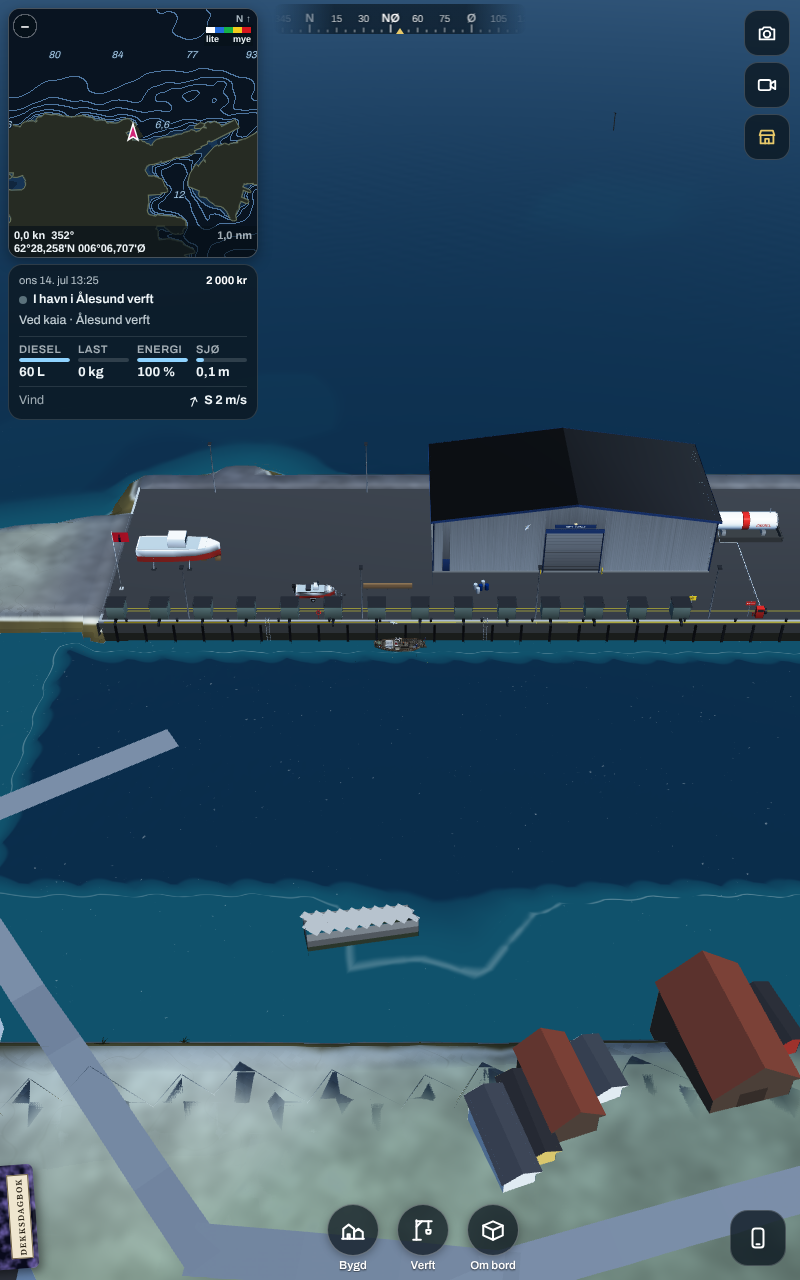 N ↑
lite mye
80 84 77 93
6,6
12
0,0 kn 352° 1,0 nm
62°28,258'N 006°06,707'Ø
45 N 15 30 NØ 60 75 Ø 105
ons 14. jul 13:25 2 000 kr
I havn i Ålesund verft
Ved kaia · Ålesund verft
DIESEL LAST ENERGI SJØ
60 L 0 kg 100 % 0,1 m
Vind S 2 m/s
DEKKSDAGBOK
Bygd Verft Om bord